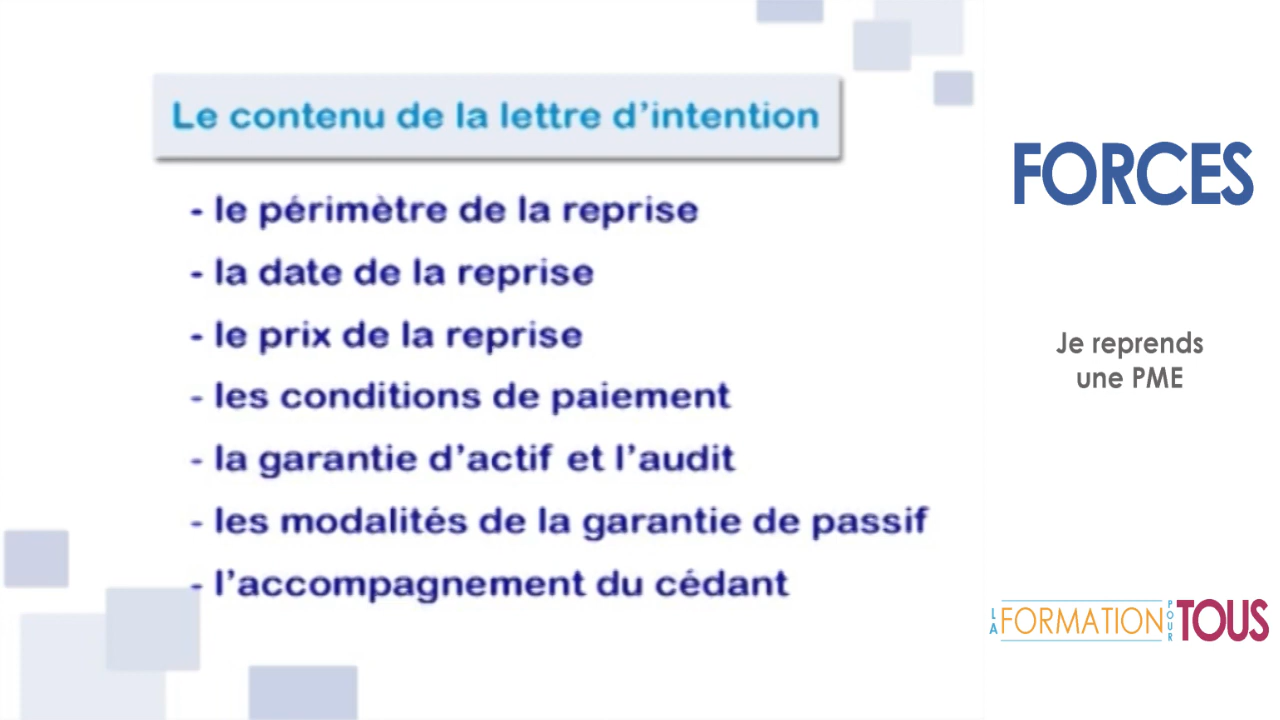 Le contenu de la lettre d’intention
- le périmètre de la reprise
- la date de la reprise
- le prix de la reprise
- les conditions de paiement
- la garantie d’actif et l’audit
- les modalités de la garantie de passif
- l’accompagnement du cédant
FORCES
Je reprends
une PME
LA FORMATION POUR TOUS